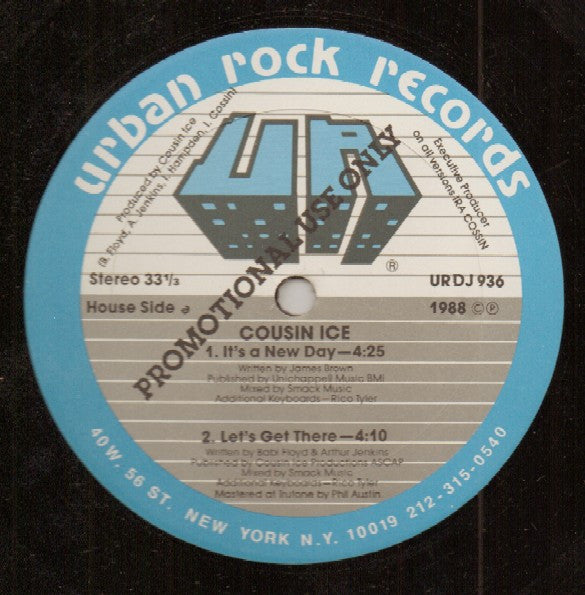 urban rock records
Produced by Cousin Ice
(B. Floyd, A. Jenkins, J. Hampden, I. Cossin)
UR
®
Executive Producer
on all versions: IRA COSSIN
PROMOTIONAL USE ONLY
Stereo 33⅓
URDJ 936
House Side a
1988 ©℗
COUSIN ICE
1. It's a New Day—4:25
Written by James Brown
Published by Unichappell Music BMI
Mixed by Smack Music
Additional Keyboards—Rico Tyler
2. Let's Get There—4:10
Written by Babi Floyd & Arthur Jenkins
Published by Cousin Ice Productions ASCAP
Mixed by Smack Music
Additional Keyboards—Rico Tyler
Mastered at Trutone by Phil Austin.
40 W. 56 ST. NEW YORK N.Y. 10019 212-315-0540